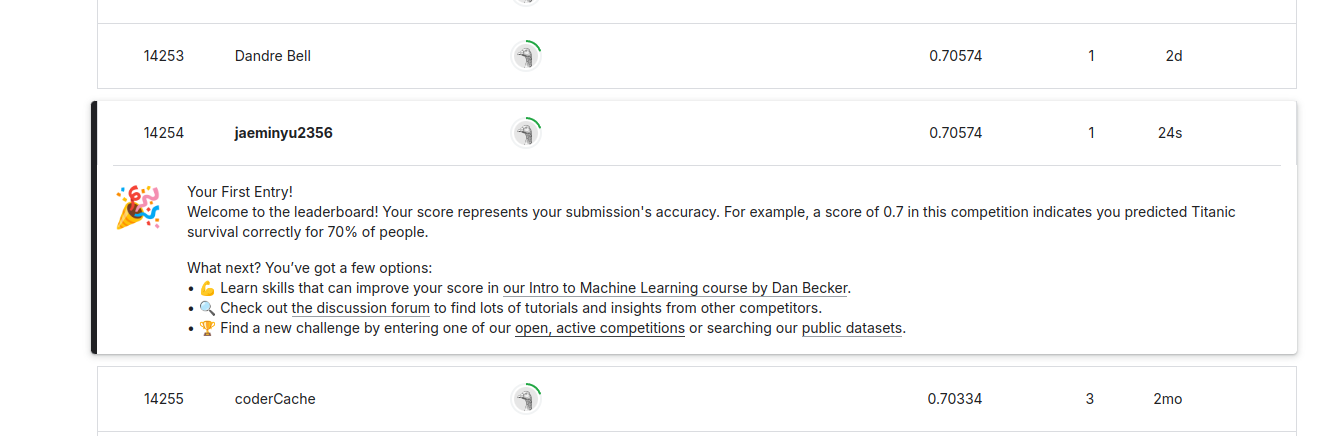 14253 Dandre Bell 0.70574 1 2d
14254 jaeminyu2356 0.70574 1 24s
Your First Entry!
Welcome to the leaderboard! Your score represents your submission's accuracy. For example, a score of 0.7 in this competition indicates you predicted Titanic
survival correctly for 70% of people.
What next? You’ve got a few options:
• 💪 Learn skills that can improve your score in our Intro to Machine Learning course by Dan Becker.
• 🔍 Check out the discussion forum to find lots of tutorials and insights from other competitors.
• 🏆 Find a new challenge by entering one of our open, active competitions or searching our public datasets.
14255 coderCache 0.70334 3 2mo